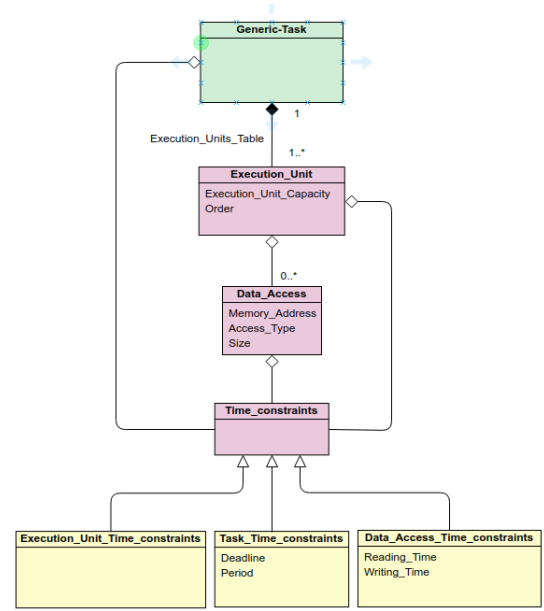 Generic-Task
1
Execution_Units_Table
1..*
Execution_Unit
Execution_Unit_Capacity
Order
0..*
Data_Access
Memory_Address
Access_Type
Size
Time_constraints
Execution_Unit_Time_constraints
Task_Time_constraints
Deadline
Period
Data_Access_Time_constraints
Reading_Time
Writing_Time